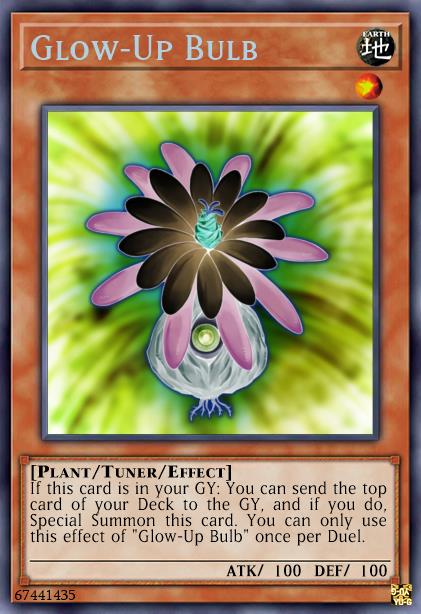 GLOW-UP BULB
EARTH
地
[PLANT/TUNER/EFFECT]
If this card is in your GY: You can send the top
card of your Deck to the GY, and if you do,
Special Summon this card. You can only use
this effect of "Glow-Up Bulb" once per Duel.
ATK/ 100 DEF/ 100
67441435